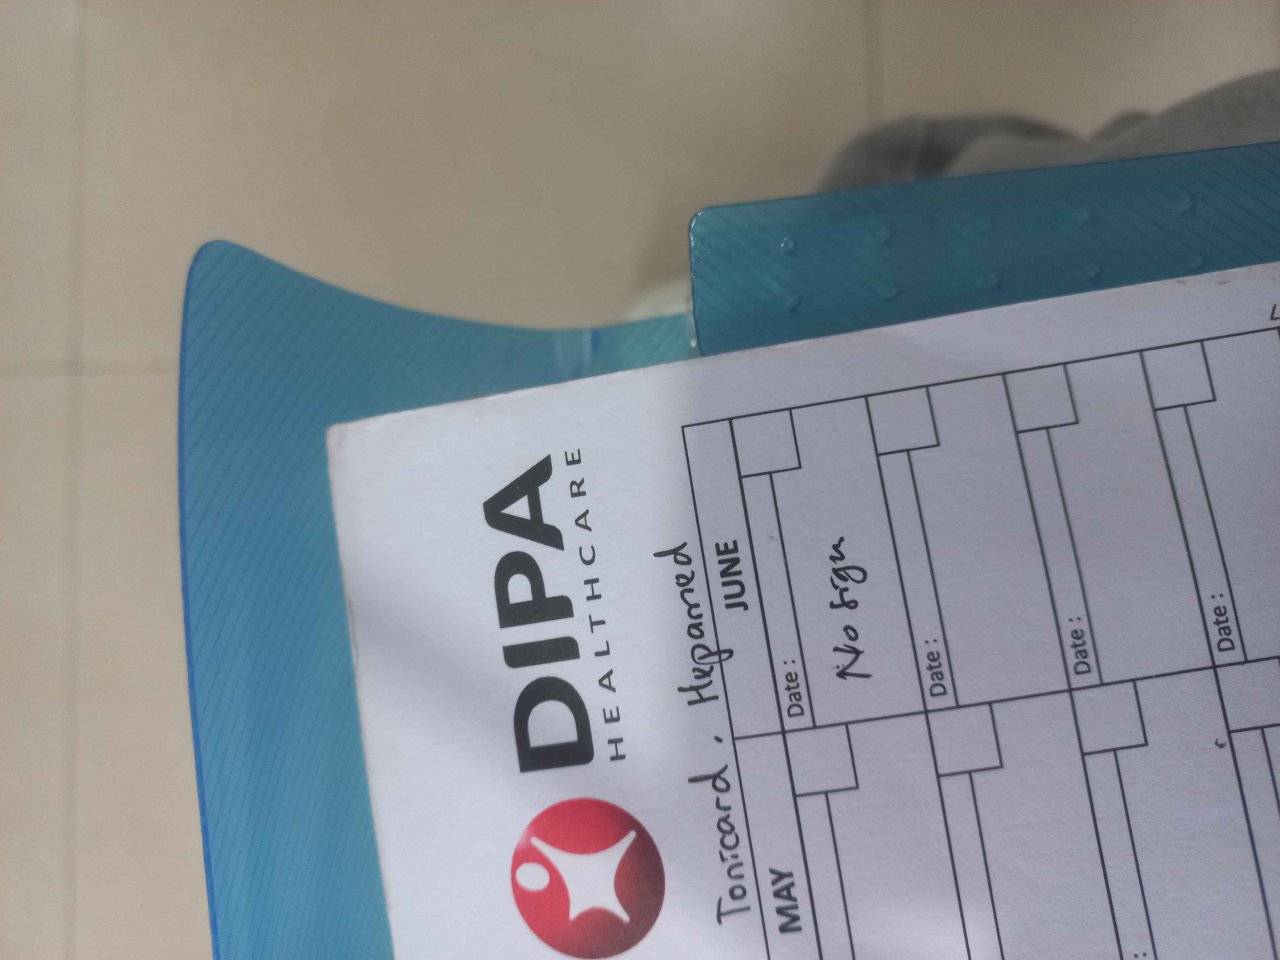 DIPA
HEALTHCARE
Tonicard, Hepamed
MAY JUNE
Date:
No sign
Date:
Date:
Date: